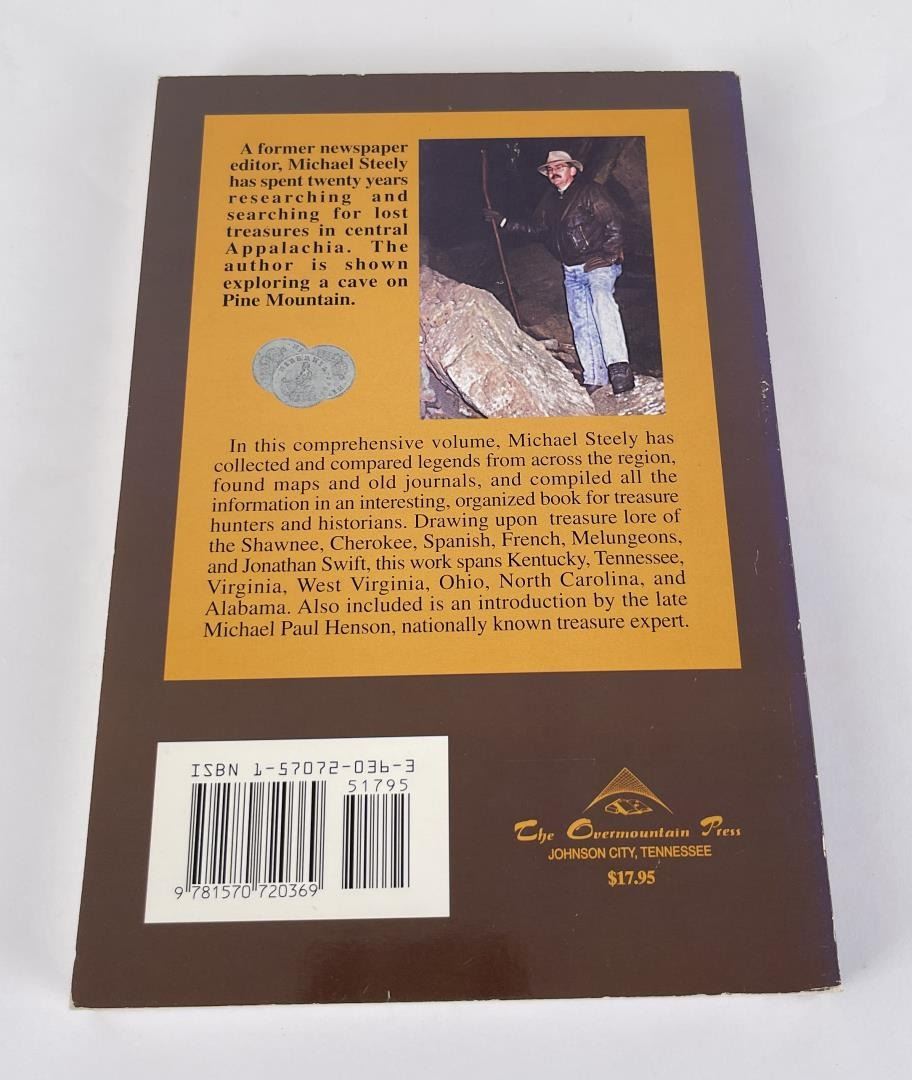 A former newspaper
editor, Michael Steely
has spent twenty years
researching and
searching for lost
treasures in central
Appalachia. The
author is shown
exploring a cave on
Pine Mountain.
In this comprehensive volume, Michael Steely has
collected and compared legends from across the region,
found maps and old journals, and compiled all the
information in an interesting, organized book for treasure
hunters and historians. Drawing upon treasure lore of
the Shawnee, Cherokee, Spanish, French, Melungeons,
and Jonathan Swift, this work spans Kentucky, Tennessee,
Virginia, West Virginia, Ohio, North Carolina, and
Alabama. Also included is an introduction by the late
Michael Paul Henson, nationally known treasure expert.
ISBN 1-57072-036-3
51795
9 781570 720369
The Overmountain Press
JOHNSON CITY, TENNESSEE
$17.95